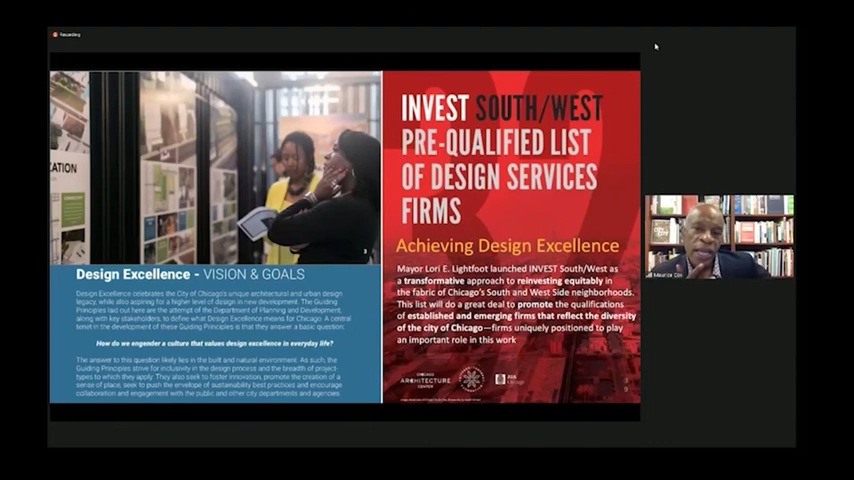 Recording
CATION
3
Design Excellence - VISION & GOALS
Design Excellence celebrates the City of Chicago's unique architectural and urban design
legacy, while also aspiring for a higher level of design in new development. The Guiding
Principles laid out here are the attempt of the Department of Planning and Development,
along with key stakeholders, to define what Design Excellence means for Chicago. A central
tenet in the development of these Guiding Principles is that they answer a basic question:
How do we engender a culture that values design excellence in everyday life?
The answer to this question likely lies in the built and natural environment. As such, the
Guiding Principles strive for inclusivity in the design process and the breadth of project-
types to which they apply. They also seek to foster innovation, promote the creation of a
sense of place, seek to push the envelope of sustainability best practices and encourage
collaboration and engagement with the public and other city departments and agencies.
INVEST SOUTH/WEST
PRE-QUALIFIED LIST
OF DESIGN SERVICES
FIRMS
Achieving Design Excellence
Mayor Lori E. Lightfoot launched INVEST South/West as
a transformative approach to reinvesting equitably in
the fabric of Chicago's South and West Side neighborhoods.
This list will do a great deal to promote the qualifications
of established and emerging firms that reflect the diversity
of the city of Chicago—firms uniquely positioned to play
an important role in this work
CHICAGO
ARCHITECTURE
CENTER
AIA
Chicago
Maurice Cox